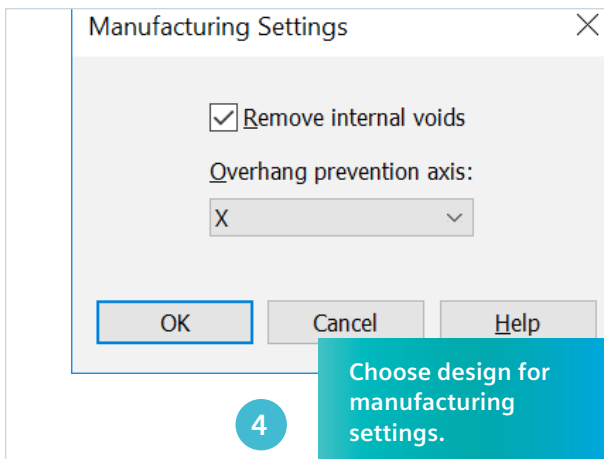 Manufacturing Settings
Remove internal voids
Overhang prevention axis:
X
OK Cancel Help
Choose design for
manufacturing
settings.
4